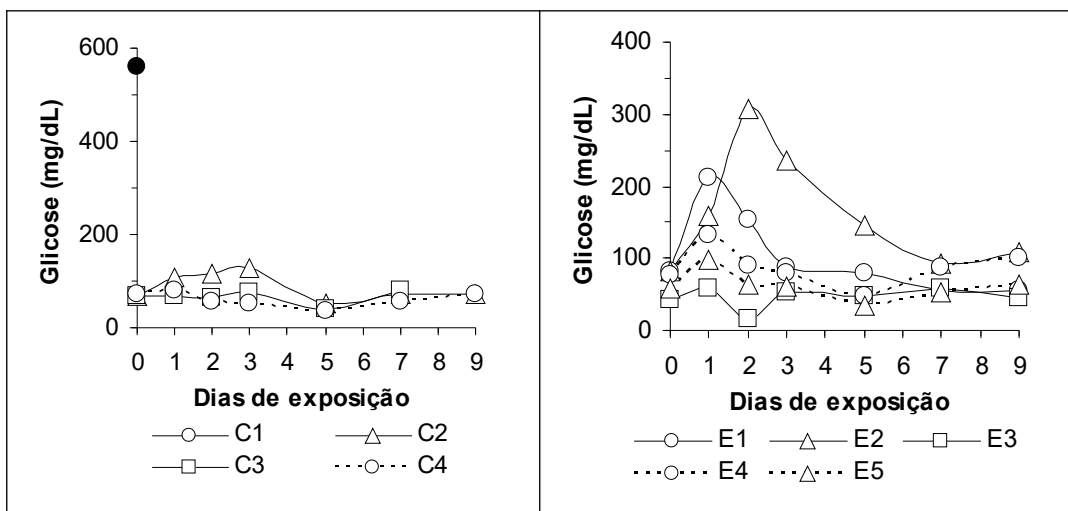 Glicose (mg/dL)
600
400
200
0
0 1 2 3 4 5 6 7 8 9
Dias de exposição
C1 C2
C3 C4
Glicose (mg/dL)
400
300
200
100
0
0 1 2 3 4 5 6 7 8 9
Dias de exposição
E1 E2 E3
E4 E5